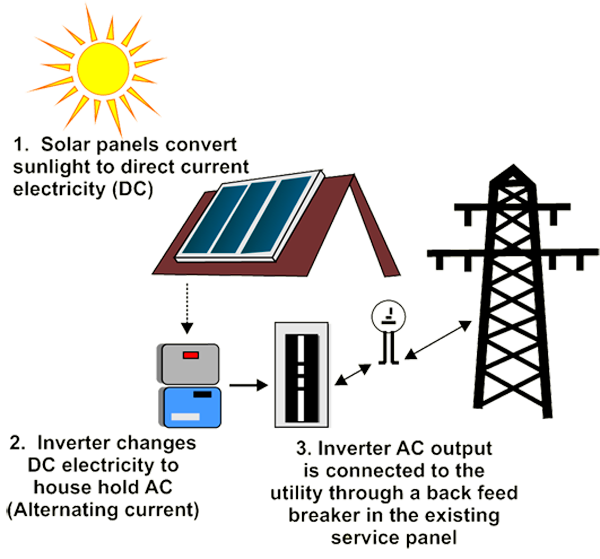 1.  Solar panels convert
sunlight to direct current
electricity (DC)
2.  Inverter changes
DC electricity to
house hold AC
(Alternating current)
3. Inverter AC output
is connected to the
utility through a back feed
breaker in the existing
service panel